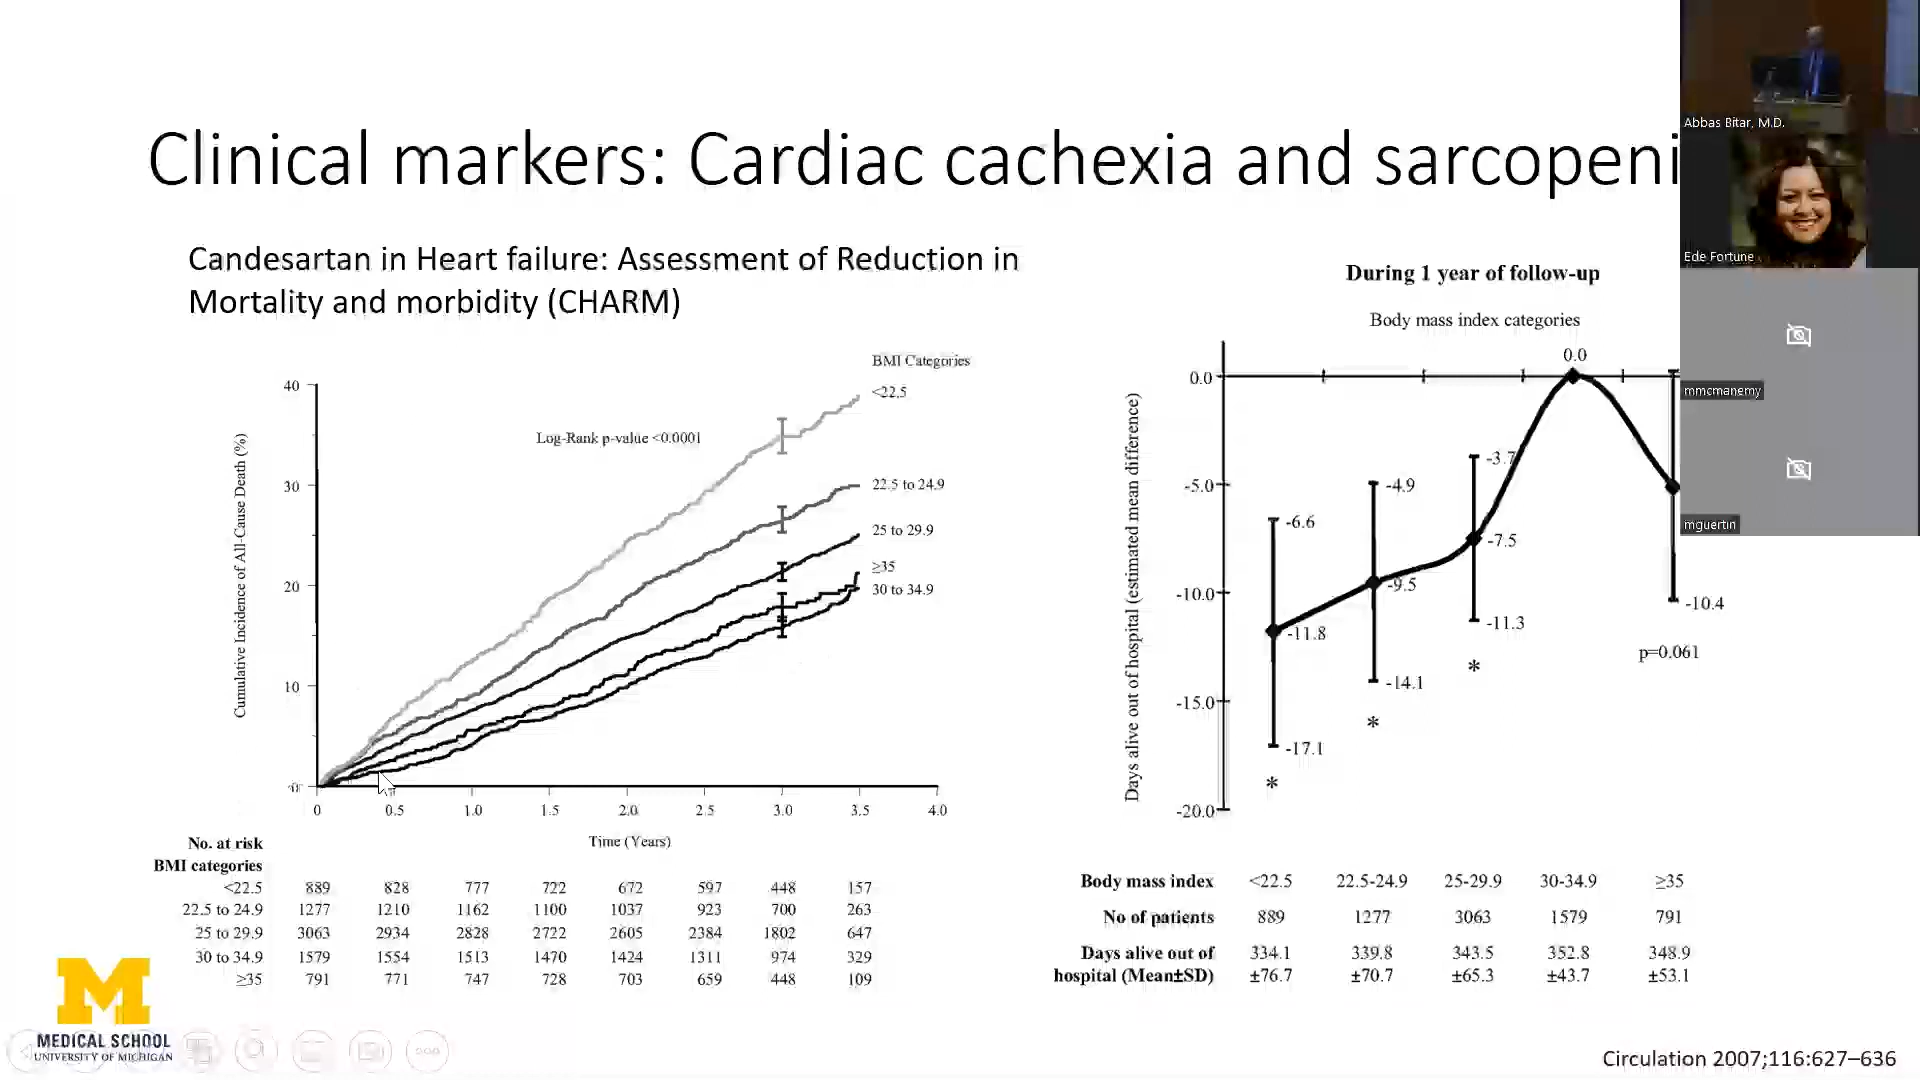 Clinical markers: Cardiac cachexia and sarcopeni
Candesartan in Heart failure: Assessment of Reduction in
Mortality and morbidity (CHARM)
BMI Categories
<22.5
22.5 to 24.9
25 to 29.9
≥35
30 to 34.9
Log-Rank p-value <0.0001
Cumulative Incidence of All-Cause Death (%)
40
30
20
10
0
0 0.5 1.0 1.5 2.0 2.5 3.0 3.5 4.0
Time (Years)
No. at risk
BMI categories
<22.5 889 828 777 722 672 597 448 157
22.5 to 24.9 1277 1210 1162 1100 1037 923 700 263
25 to 29.9 3063 2934 2828 2722 2605 2384 1802 647
30 to 34.9 1579 1554 1513 1470 1424 1311 974 329
≥35 791 771 747 728 703 659 448 109
During 1 year of follow-up
Body mass index categories
Days alive out of hospital (estimated mean difference)
0.0
-5.0
-10.0
-15.0
-20.0
-6.6
-11.8
-17.1
*
-4.9
-9.5
-14.1
*
-3.7
-7.5
-11.3
*
0.0
-10.4
p=0.061
Body mass index <22.5 22.5-24.9 25-29.9 30-34.9 ≥35
No of patients 889 1277 3063 1579 791
Days alive out of 334.1 339.8 343.5 352.8 348.9
hospital (Mean±SD) ±76.7 ±70.7 ±65.3 ±43.7 ±53.1
Circulation 2007;116:627–636
M
MEDICAL SCHOOL
UNIVERSITY OF MICHIGAN
Abbas Bitar, M.D.
Ede Fortune
mmcmanemy
mguertin